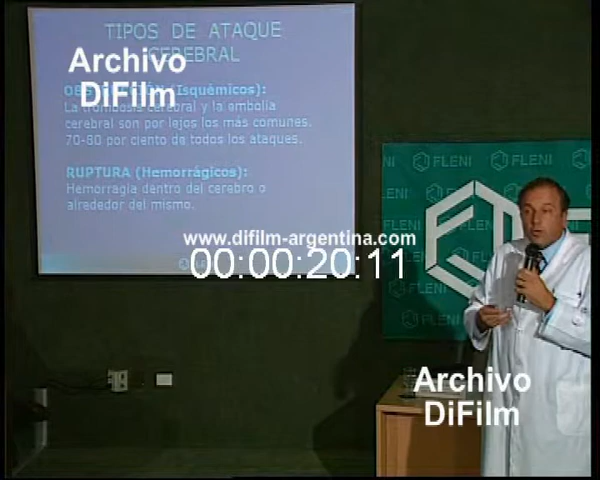 TIPOS DE ATAQUE
CEREBRAL
Archivo
DiFilm
(Isquémicos):
La trombosis cerebral y la embolia
cerebral son por lejos los más comunes.
70-80 por ciento de todos los ataques.
RUPTURA (Hemorrágicos):
Hemorragia dentro del cerebro o
alrededor del mismo.
FLENI
FLENI
FLENI
FLENI
FLENI
www.difilm-argentina.com
00:00:20:11
Archivo
DiFilm